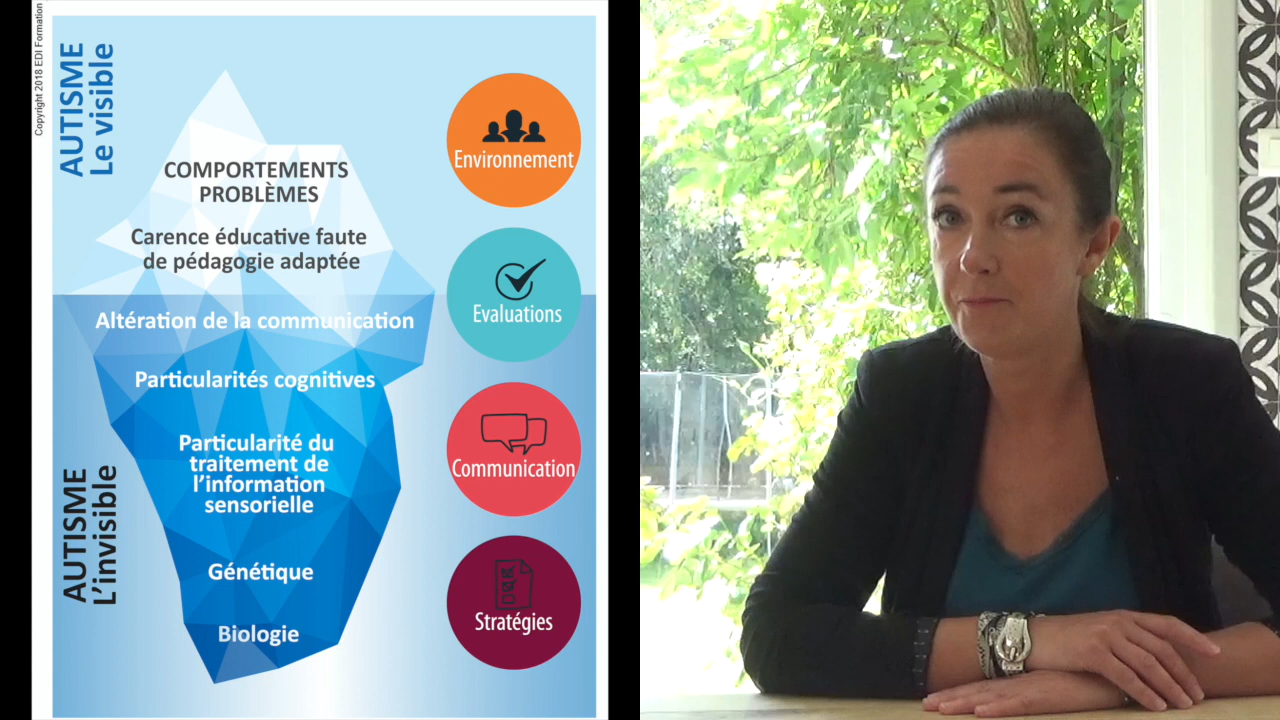 Copyright 2018 EDI Formation
AUTISME
Le visible
COMPORTEMENTS
PROBLÈMES
Carence éducative faute
de pédagogie adaptée
Altération de la communication
Particularités cognitives
Particularité du
traitement de
l'information
sensorielle
Génétique
Biologie
AUTISME
L'invisible
Environnement
Evaluations
Communication
Stratégies